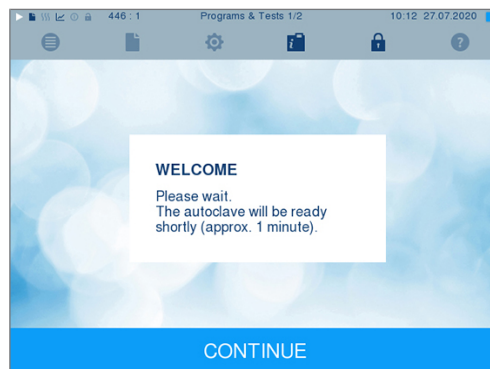 446 : 1 Programs & Tests 1/2 10:12 27.07.2020
WELCOME
Please wait.
The autoclave will be ready
shortly (approx. 1 minute).
CONTINUE